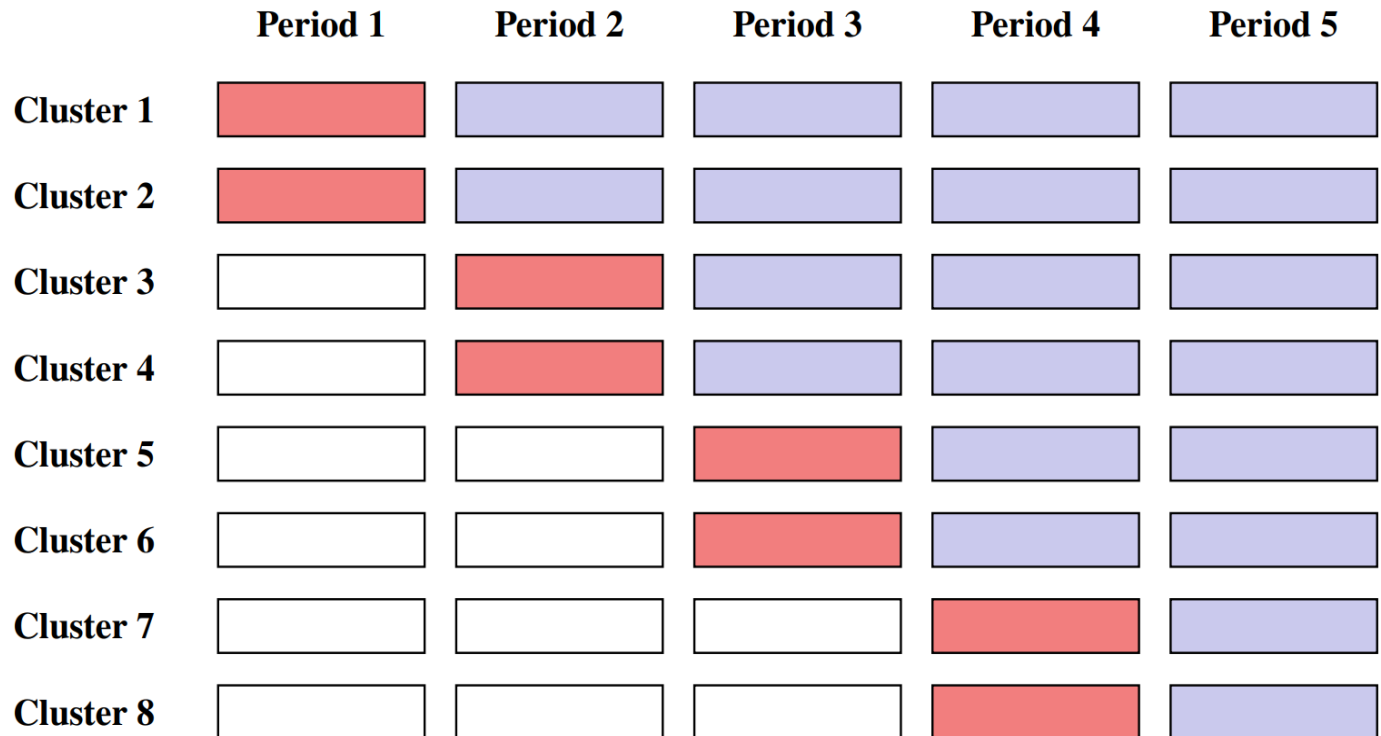 Period 1 Period 2 Period 3 Period 4 Period 5
Cluster 1
Cluster 2
Cluster 3
Cluster 4
Cluster 5
Cluster 6
Cluster 7
Cluster 8